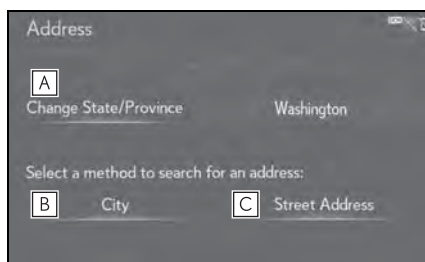 Address
A
Change State/Province Washington
Select a method to search for an address:
B City C Street Address